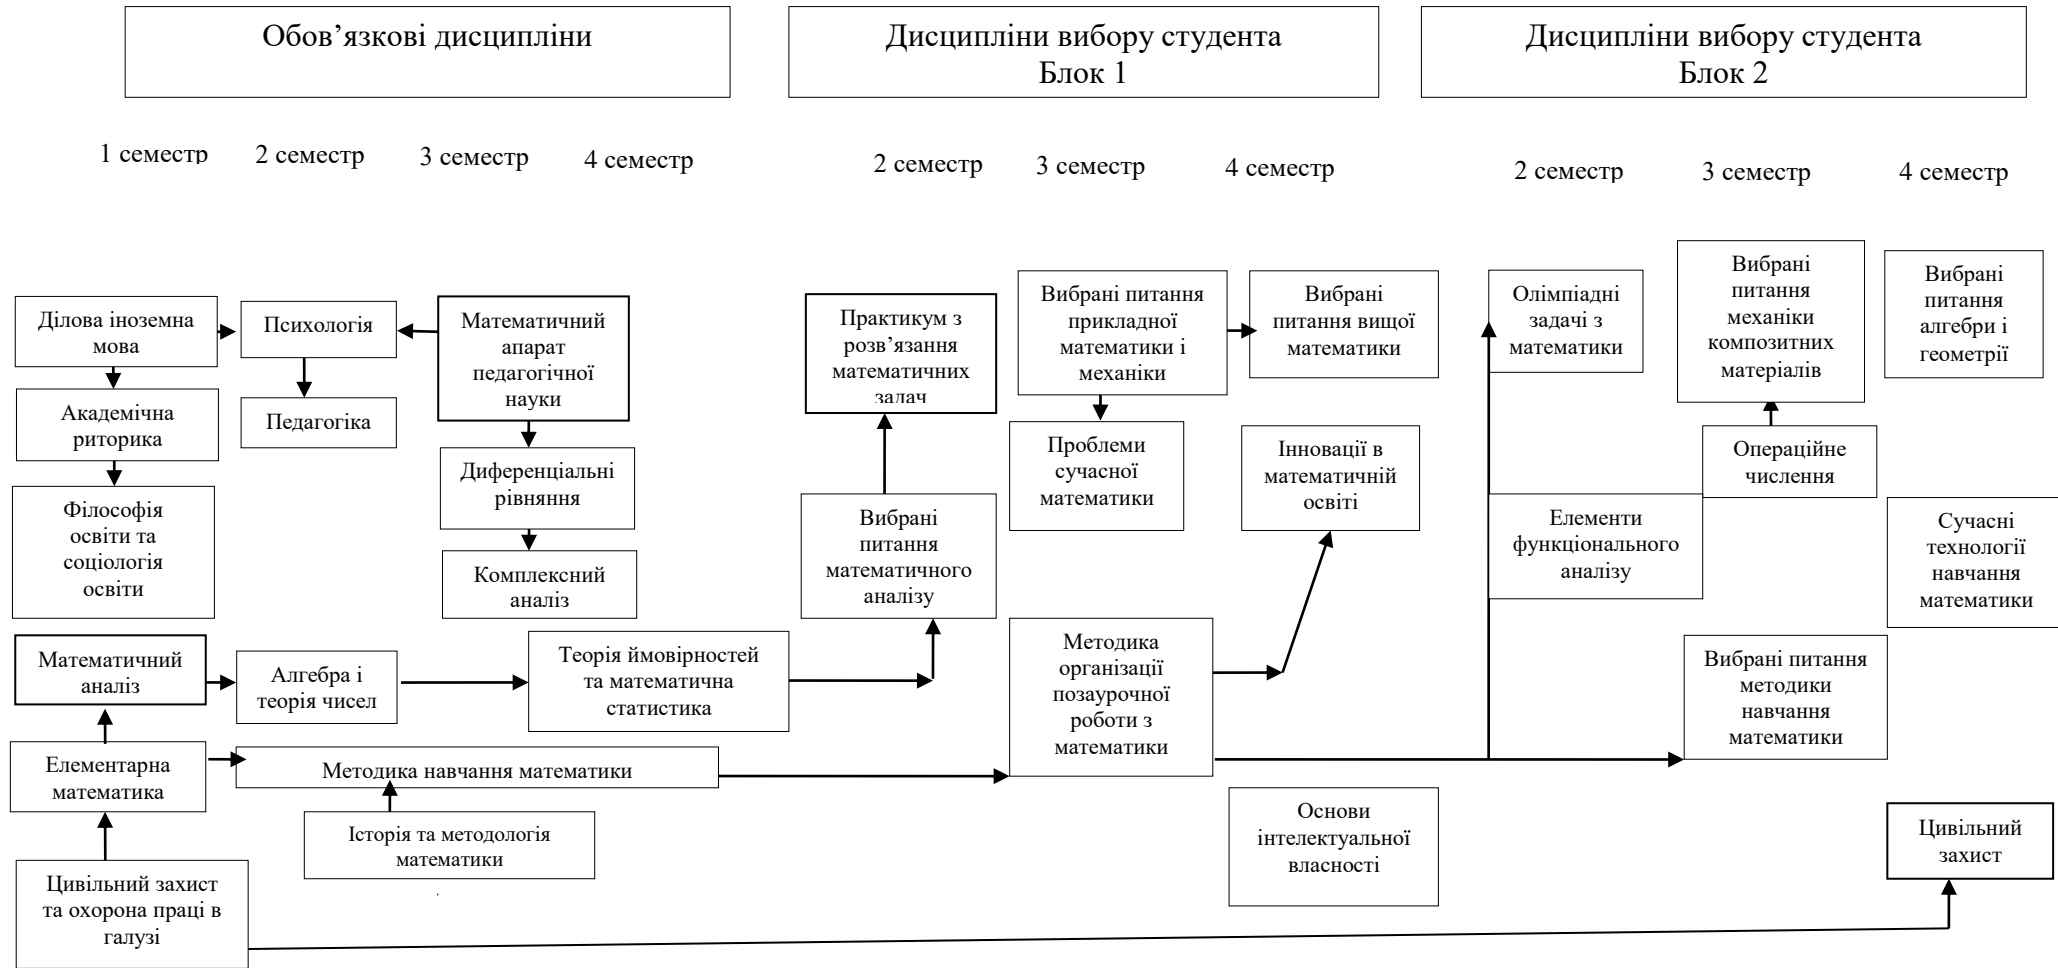 Обов’язкові дисципліни
Дисципліни вибору студента
Блок 1
Дисципліни вибору студента
Блок 2
1 семестр
2 семестр
3 семестр
4 семестр
2 семестр
3 семестр
4 семестр
2 семестр
3 семестр
4 семестр
Ділова іноземна
мова
Академічна
риторика
Філософія
освіти та
соціологія
освіти
Математичний
аналіз
Елементарна
математика
Цивільний захист
та охорона праці в
галузі
Психологія
Педагогіка
Алгебра і
теорія чисел
Методика навчання математики
Історія та методологія
математики
Математичний
апарат
педагогічної
науки
Диференціальні
рівняння
Комплексний
аналіз
Теорія ймовірностей
та математична
статистика
Практикум з
розв’язання
математичних
задач
Вибрані
питання
математичного
аналізу
Вибрані питання
прикладної
математики і
механіки
Проблеми
сучасної
математики
Методика
організації
позаурочної
роботи з
математики
Вибрані
питання вищої
математики
Інновації в
математичній
освіті
Основи
інтелектуальної
власності
Олімпіадні
задачі з
математики
Елементи
функціонального
аналізу
Вибрані
питання
механіки
композитних
матеріалів
Операційне
числення
Вибрані питання
методики
навчання
математики
Вибрані
питання
алгебри і
геометрії
Сучасні
технології
навчання
математики
Цивільний
захист